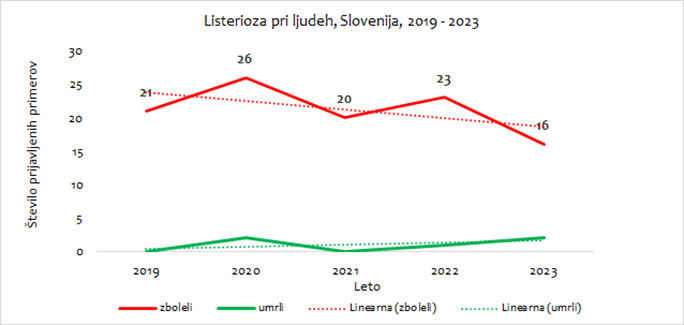 Listerioza pri ljudeh, Slovenija, 2019 - 2023
Število prijavljenih primerov
30
25
20
15
10
5
0
21
26
20
23
16
2019 2020 2021 2022 2023
Leto
zboleli umrli Linearna (zboleli) Linearna (umrli)